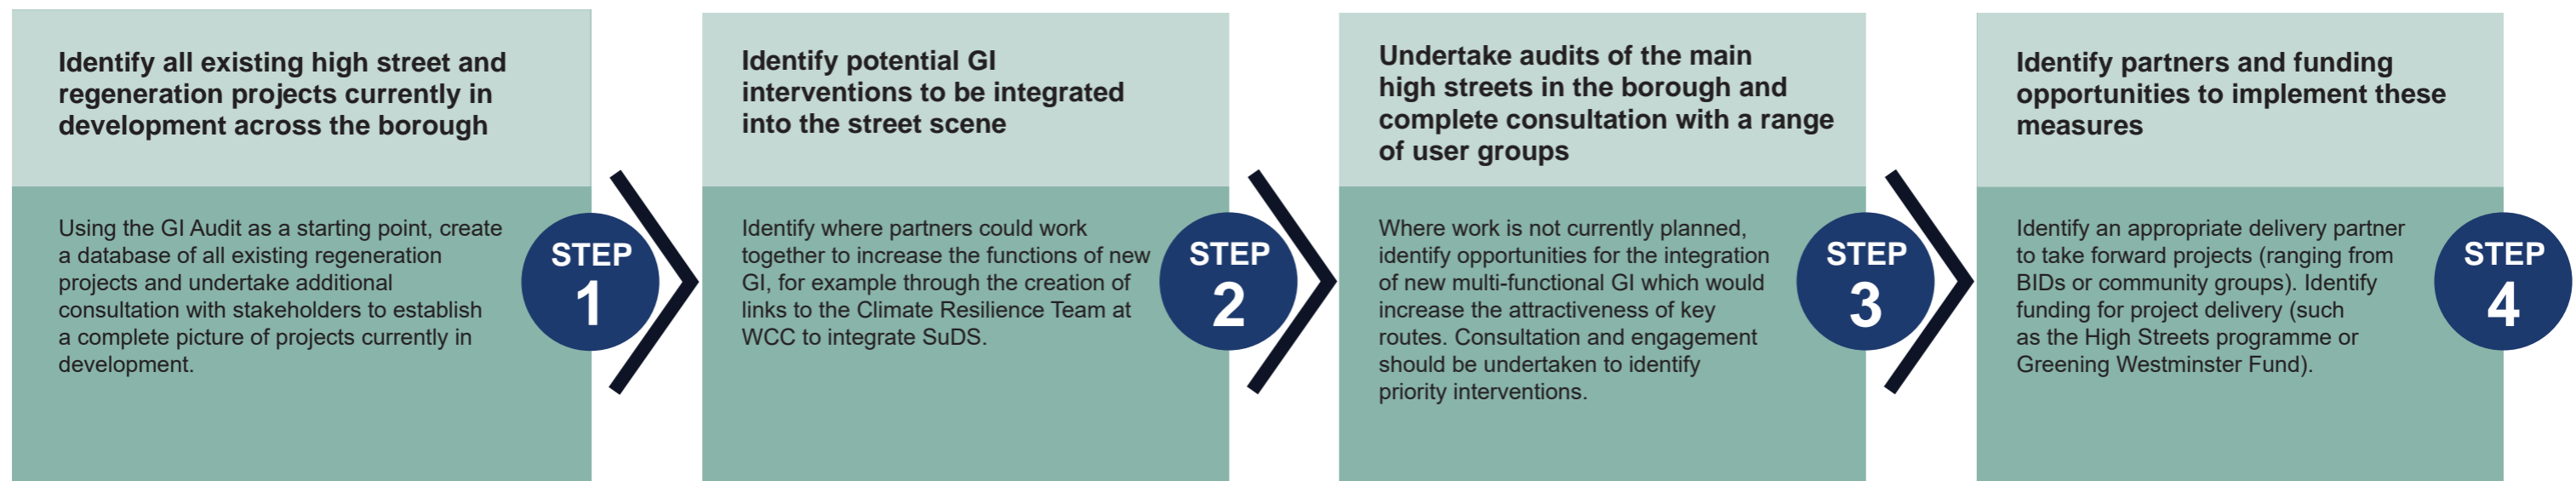 Identify all existing high street and
regeneration projects currently in
development across the borough
Using the GI Audit as a starting point, create
a database of all existing regeneration
projects and undertake additional
consultation with stakeholders to establish
a complete picture of projects currently in
development.
STEP
1
Identify potential GI
interventions to be integrated
into the street scene
Identify where partners could work
together to increase the functions of new
GI, for example through the creation of
links to the Climate Resilience Team at
WCC to integrate SuDS.
STEP
2
Undertake audits of the main
high streets in the borough and
complete consultation with a range
of user groups
Where work is not currently planned,
identify opportunities for the integration
of new multi-functional GI which would
increase the attractiveness of key
routes. Consultation and engagement
should be undertaken to identify
priority interventions.
STEP
3
Identify partners and funding
opportunities to implement these
measures
Identify an appropriate delivery partner
to take forward projects (ranging from
BIDs or community groups). Identify
funding for project delivery (such
as the High Streets programme or
Greening Westminster Fund).
STEP
4